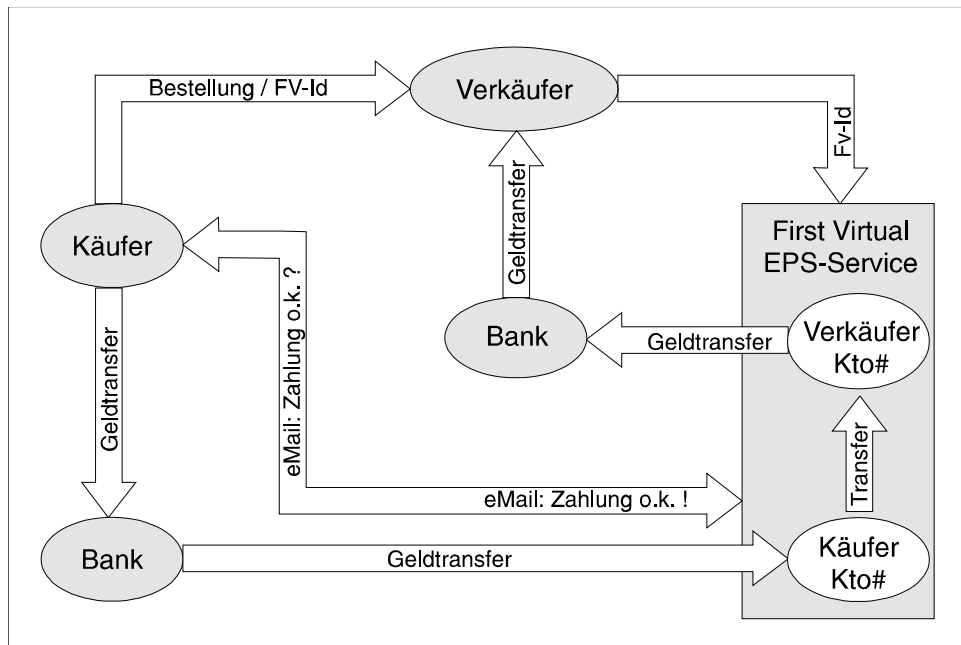 Bestellung / FV-Id
Verkäufer
Fv-Id
Käufer
Geldtransfer
First Virtual
EPS-Service
eMail: Zahlung o.k. ?
Geldtransfer
Bank
Geldtransfer
Verkäufer
Kto#
Geldtransfer
Transfer
eMail: Zahlung o.k. !
Bank
Geldtransfer
Käufer
Kto#